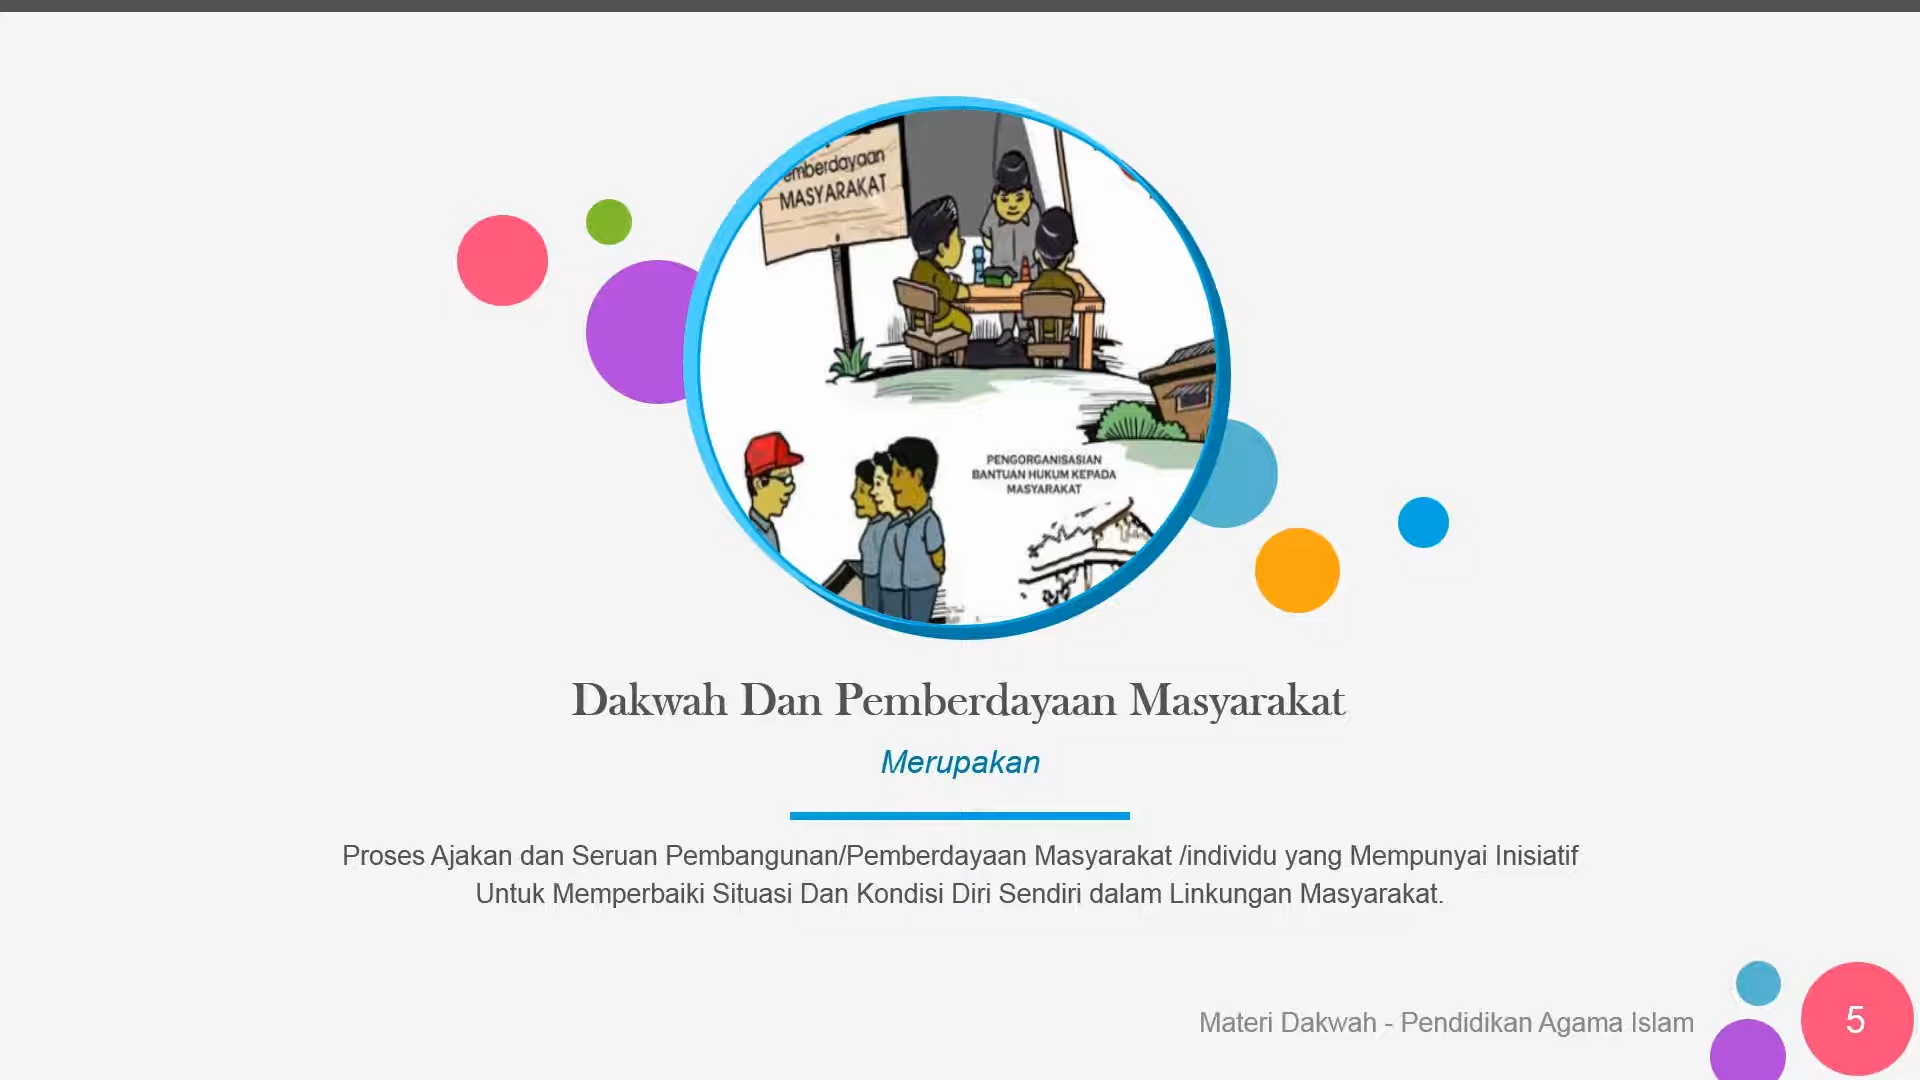 emberdayaan
MASYARAKAT
PENGORGANISASIAN
BANTUAN HUKUM KEPADA
MASYARAKAT
Dakwah Dan Pemberdayaan Masyarakat
Merupakan
Proses Ajakan dan Seruan Pembangunan/Pemberdayaan Masyarakat /individu yang Mempunyai Inisiatif
Untuk Memperbaiki Situasi Dan Kondisi Diri Sendiri dalam Linkungan Masyarakat.
Materi Dakwah - Pendidikan Agama Islam
5